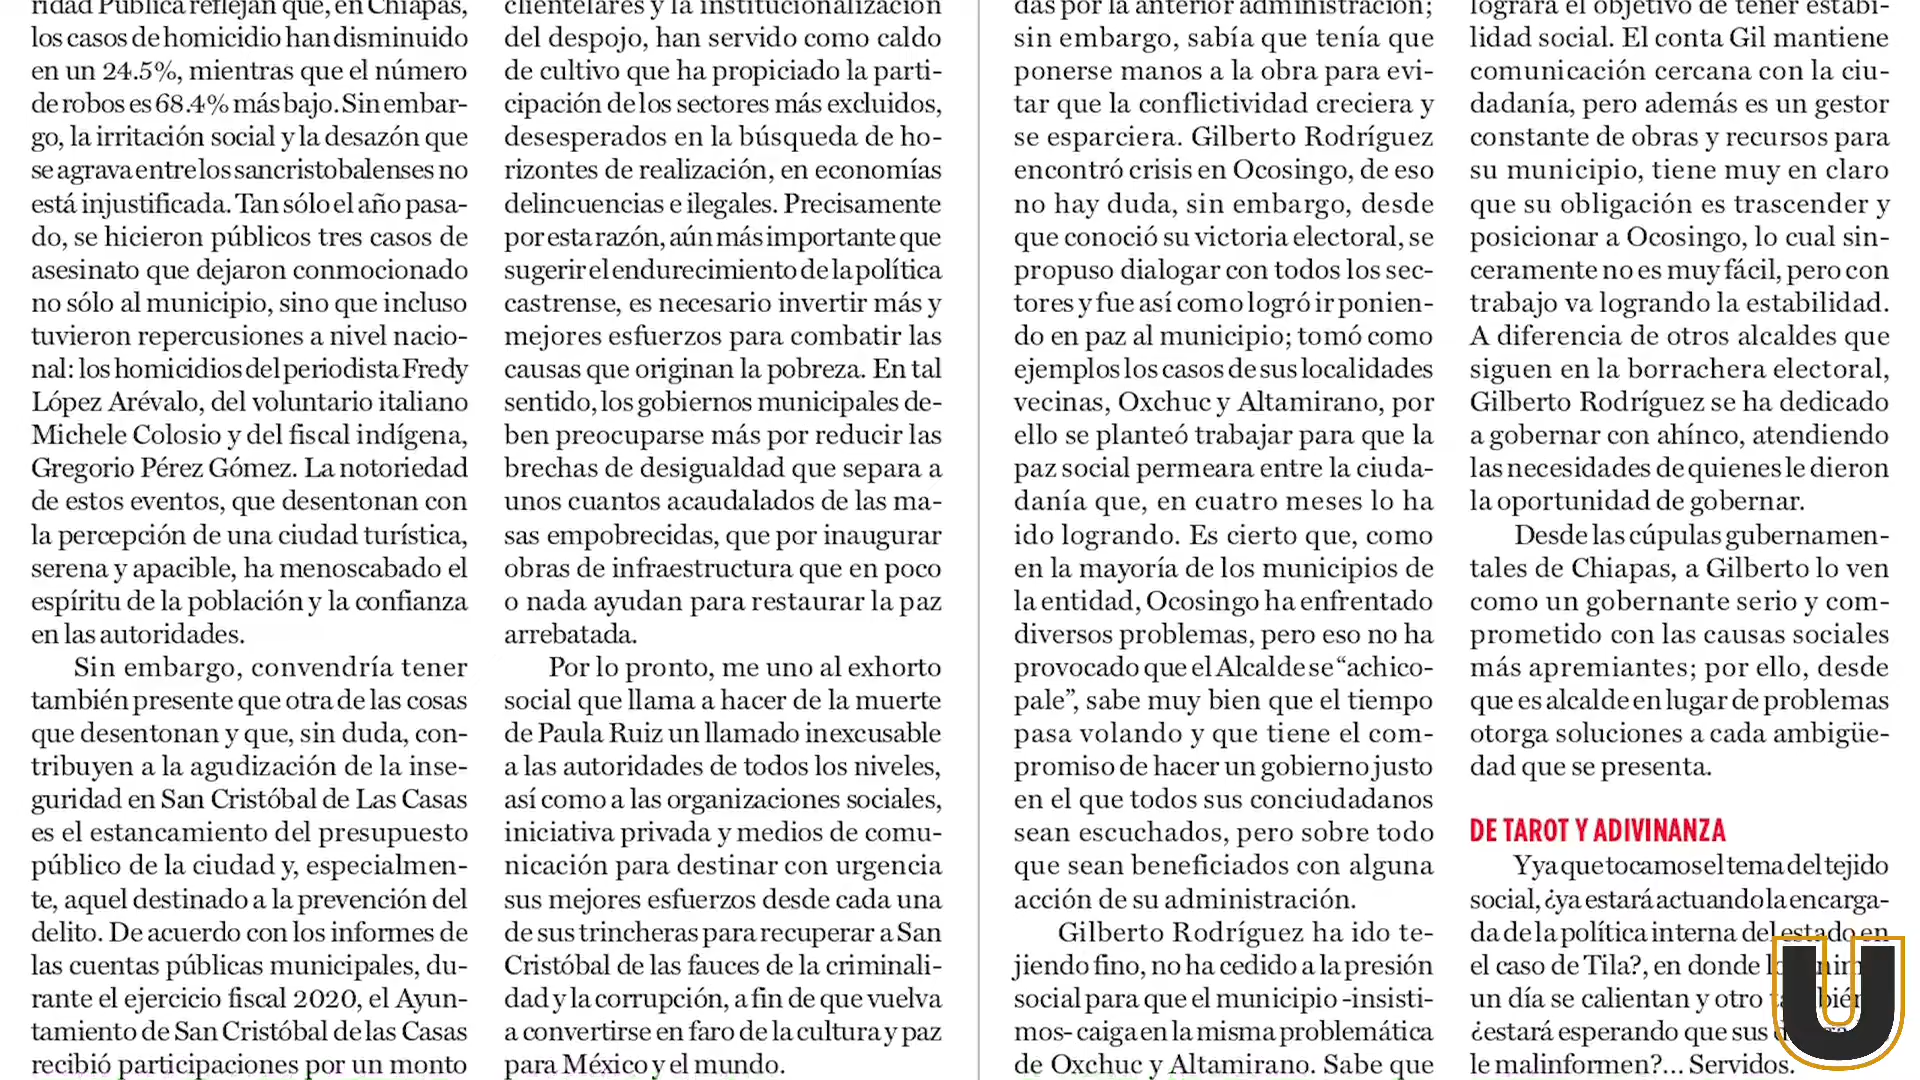 ridad Pública reflejan que, en Chiapas,
los casos de homicidio han disminuido
en un 24.5%, mientras que el número
de robos es 68.4% más bajo. Sin embar-
go, la irritación social y la desazón que
se agrava entre los sancristobalenses no
está injustificada. Tan sólo el año pasa-
do, se hicieron públicos tres casos de
asesinato que dejaron conmocionado
no sólo al municipio, sino que incluso
tuvieron repercusiones a nivel nacio-
nal: los homicidios del periodista Fredy
López Arévalo, del voluntario italiano
Michele Colosio y del fiscal indígena,
Gregorio Pérez Gómez. La notoriedad
de estos eventos, que desentonan con
la percepción de una ciudad turística,
serena y apacible, ha menoscabado el
espíritu de la población y la confianza
en las autoridades.
Sin embargo, convendría tener
también presente que otra de las cosas
que desentonan y que, sin duda, con-
tribuyen a la agudización de la inse-
guridad en San Cristóbal de Las Casas
es el estancamiento del presupuesto
público de la ciudad y, especialmen-
te, aquel destinado a la prevención del
delito. De acuerdo con los informes de
las cuentas públicas municipales, du-
rante el ejercicio fiscal 2020, el Ayun-
tamiento de San Cristóbal de las Casas
recibió participaciones por un monto
clientelares y la institucionalización
del despojo, han servido como caldo
de cultivo que ha propiciado la parti-
cipación de los sectores más excluidos,
desesperados en la búsqueda de ho-
rizontes de realización, en economías
delincuencias e ilegales. Precisamente
por esta razón, aún más importante que
sugerir el endurecimiento de la política
castrense, es necesario invertir más y
mejores esfuerzos para combatir las
causas que originan la pobreza. En tal
sentido, los gobiernos municipales de-
ben preocuparse más por reducir las
brechas de desigualdad que separa a
unos cuantos acaudalados de las ma-
sas empobrecidas, que por inaugurar
obras de infraestructura que en poco
o nada ayudan para restaurar la paz
arrebatada.
Por lo pronto, me uno al exhorto
social que llama a hacer de la muerte
de Paula Ruiz un llamado inexcusable
a las autoridades de todos los niveles,
así como a las organizaciones sociales,
iniciativa privada y medios de comu-
nicación para destinar con urgencia
sus mejores esfuerzos desde cada una
de sus trincheras para recuperar a San
Cristóbal de las fauces de la criminali-
dad y la corrupción, a fin de que vuelva
a convertirse en faro de la cultura y paz
para México y el mundo.
das por la anterior administración;
sin embargo, sabía que tenía que
ponerse manos a la obra para evi-
tar que la conflictividad creciera y
se esparciera. Gilberto Rodríguez
encontró crisis en Ocosingo, de eso
no hay duda, sin embargo, desde
que conoció su victoria electoral, se
propuso dialogar con todos los sec-
tores y fue así como logró ir ponien-
do en paz al municipio; tomó como
ejemplos los casos de sus localidades
vecinas, Oxchuc y Altamirano, por
ello se planteó trabajar para que la
paz social permeara entre la ciuda-
danía que, en cuatro meses lo ha
ido logrando. Es cierto que, como
en la mayoría de los municipios de
la entidad, Ocosingo ha enfrentado
diversos problemas, pero eso no ha
provocado que el Alcalde se “achico-
pale”, sabe muy bien que el tiempo
pasa volando y que tiene el com-
promiso de hacer un gobierno justo
en el que todos sus conciudadanos
sean escuchados, pero sobre todo
que sean beneficiados con alguna
acción de su administración.
Gilberto Rodríguez ha ido te-
jiendo fino, no ha cedido a la presión
social para que el municipio -insisti-
mos- caiga en la misma problemática
de Oxchuc y Altamirano. Sabe que
logrará el objetivo de tener estabi-
lidad social. El conta Gil mantiene
comunicación cercana con la ciu-
dadanía, pero además es un gestor
constante de obras y recursos para
su municipio, tiene muy en claro
que su obligación es trascender y
posicionar a Ocosingo, lo cual sin-
ceramente no es muy fácil, pero con
trabajo va logrando la estabilidad.
A diferencia de otros alcaldes que
siguen en la borrachera electoral,
Gilberto Rodríguez se ha dedicado
a gobernar con ahínco, atendiendo
las necesidades de quienes le dieron
la oportunidad de gobernar.
Desde las cúpulas gubernamen-
tales de Chiapas, a Gilberto lo ven
como un gobernante serio y com-
prometido con las causas sociales
más apremiantes; por ello, desde
que es alcalde en lugar de problemas
otorga soluciones a cada ambigüe-
dad que se presenta.
DE TAROT Y ADIVINANZA
Y ya que tocamos el tema del tejido
social, ¿ya estará actuando la encarga-
da de la política interna del estado en
el caso de Tila?, en donde
un día se calientan y otro
¿estará esperando que sus
le malinformen?... Servidos.
U